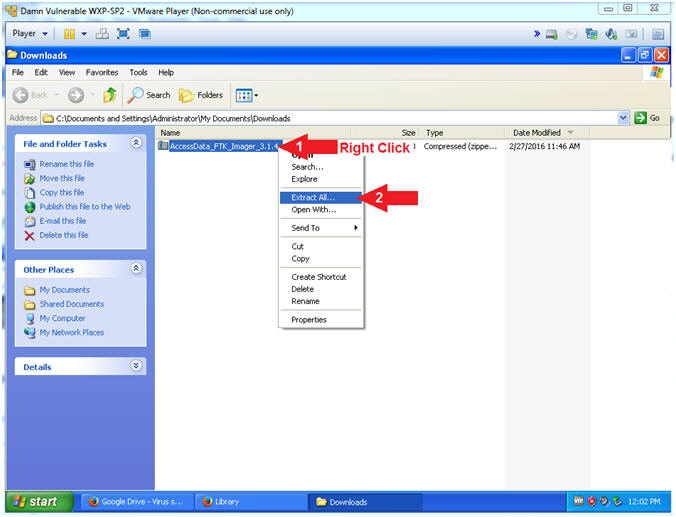 Damn Vulnerable WXP-SP2 - VMware Player (Non-commercial use only)
Player
Downloads
File Edit View Favorites Tools Help
Back Search Folders
Address C:\Documents and Settings\Administrator\My Documents\Downloads Go
File and Folder Tasks
Rename this file
Move this file
Copy this file
Publish this file to the Web
E-mail this file
Delete this file
Other Places
My Documents
Shared Documents
My Computer
My Network Places
Details
Name Size Type Date Modified
AccessData_FTK_Imager_3.1.4 1 Right Click Compressed (zippe... 2/27/2016 11:46 AM
Open
Search...
Explore
Extract All... 2
Open With...
Send To
Cut
Copy
Create Shortcut
Delete
Rename
Properties
start Google Drive - Virus s... Library Downloads 12:02 PM